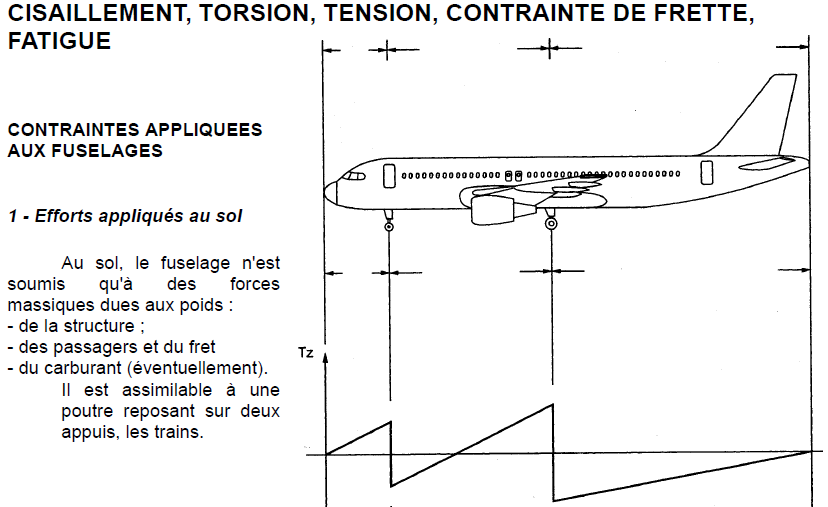 CISAILLEMENT, TORSION, TENSION, CONTRAINTE DE FRETTE,
FATIGUE
CONTRAINTES APPLIQUEES
AUX FUSELAGES
1 - Efforts appliqués au sol
Au sol, le fuselage n'est
soumis qu'à des forces
massiques dues aux poids :
- de la structure ;
- des passagers et du fret
- du carburant (éventuellement).
Il est assimilable à une
poutre reposant sur deux
appuis, les trains.
Tz